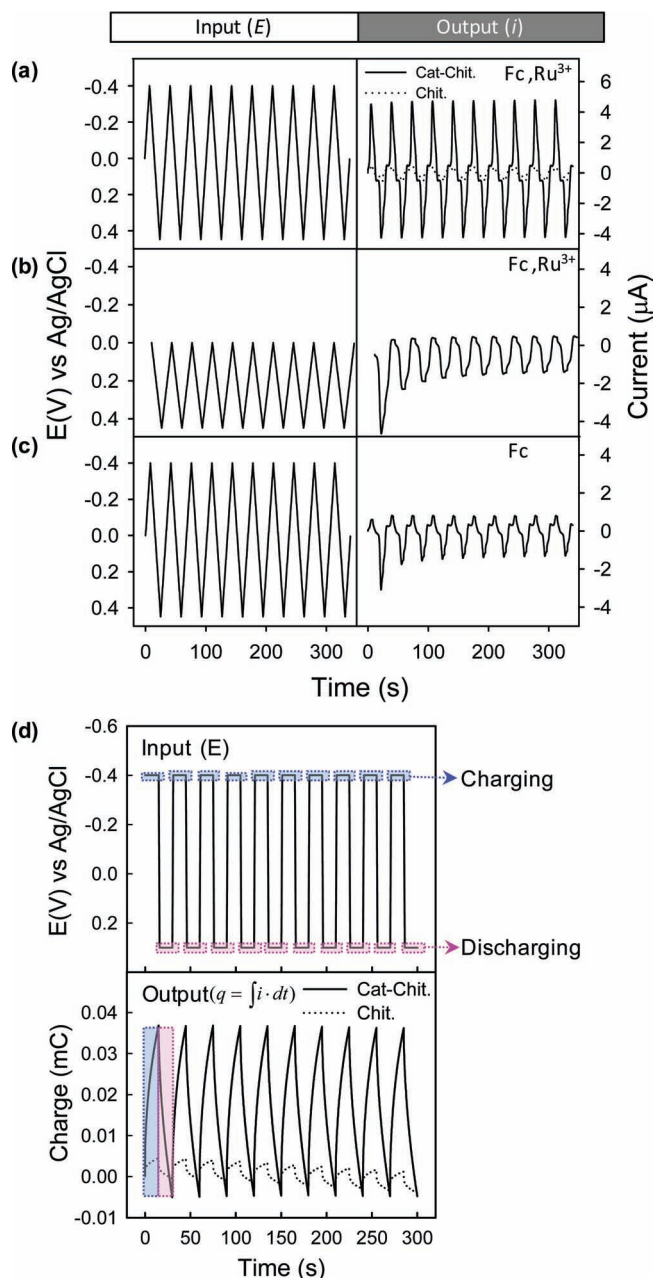 Input (E) Output (i)
(a)
Cat-Chit.
Chit.
Fc ,Ru³⁺
-0.4
-0.2
0.0
0.2
0.4
6
4
2
0
-2
-4
(b)
Fc ,Ru³⁺
-0.4
0.0
0.2
0.4
4
2
0
-2
-4
(c)
Fc
-0.4
-0.2
0.0
0.2
0.4
4
2
0
-2
-4
E(V) vs Ag/AgCl
Current (µA)
0 100 200 300 0 100 200 300
Time (s)
(d)
Input (E)
-0.6
-0.4
-0.2
0.0
0.2
E(V) vs Ag/AgCl
Charging
Discharging
Output(q = ∫i·dt)
Cat-Chit.
Chit.
0.04
0.03
0.02
0.01
0.00
-0.01
Charge (mC)
0 50 100 150 200 250 300
Time (s)